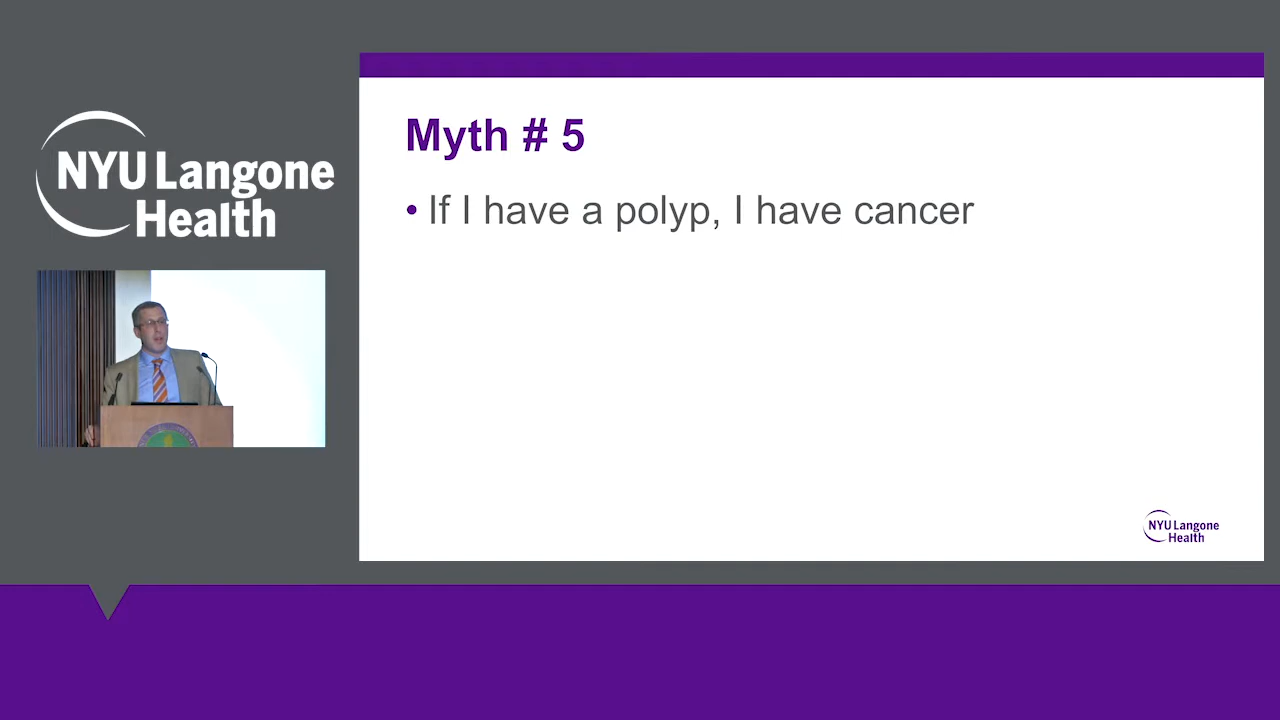 NYU Langone
Health
Myth # 5
• If I have a polyp, I have cancer
NYU Langone
Health